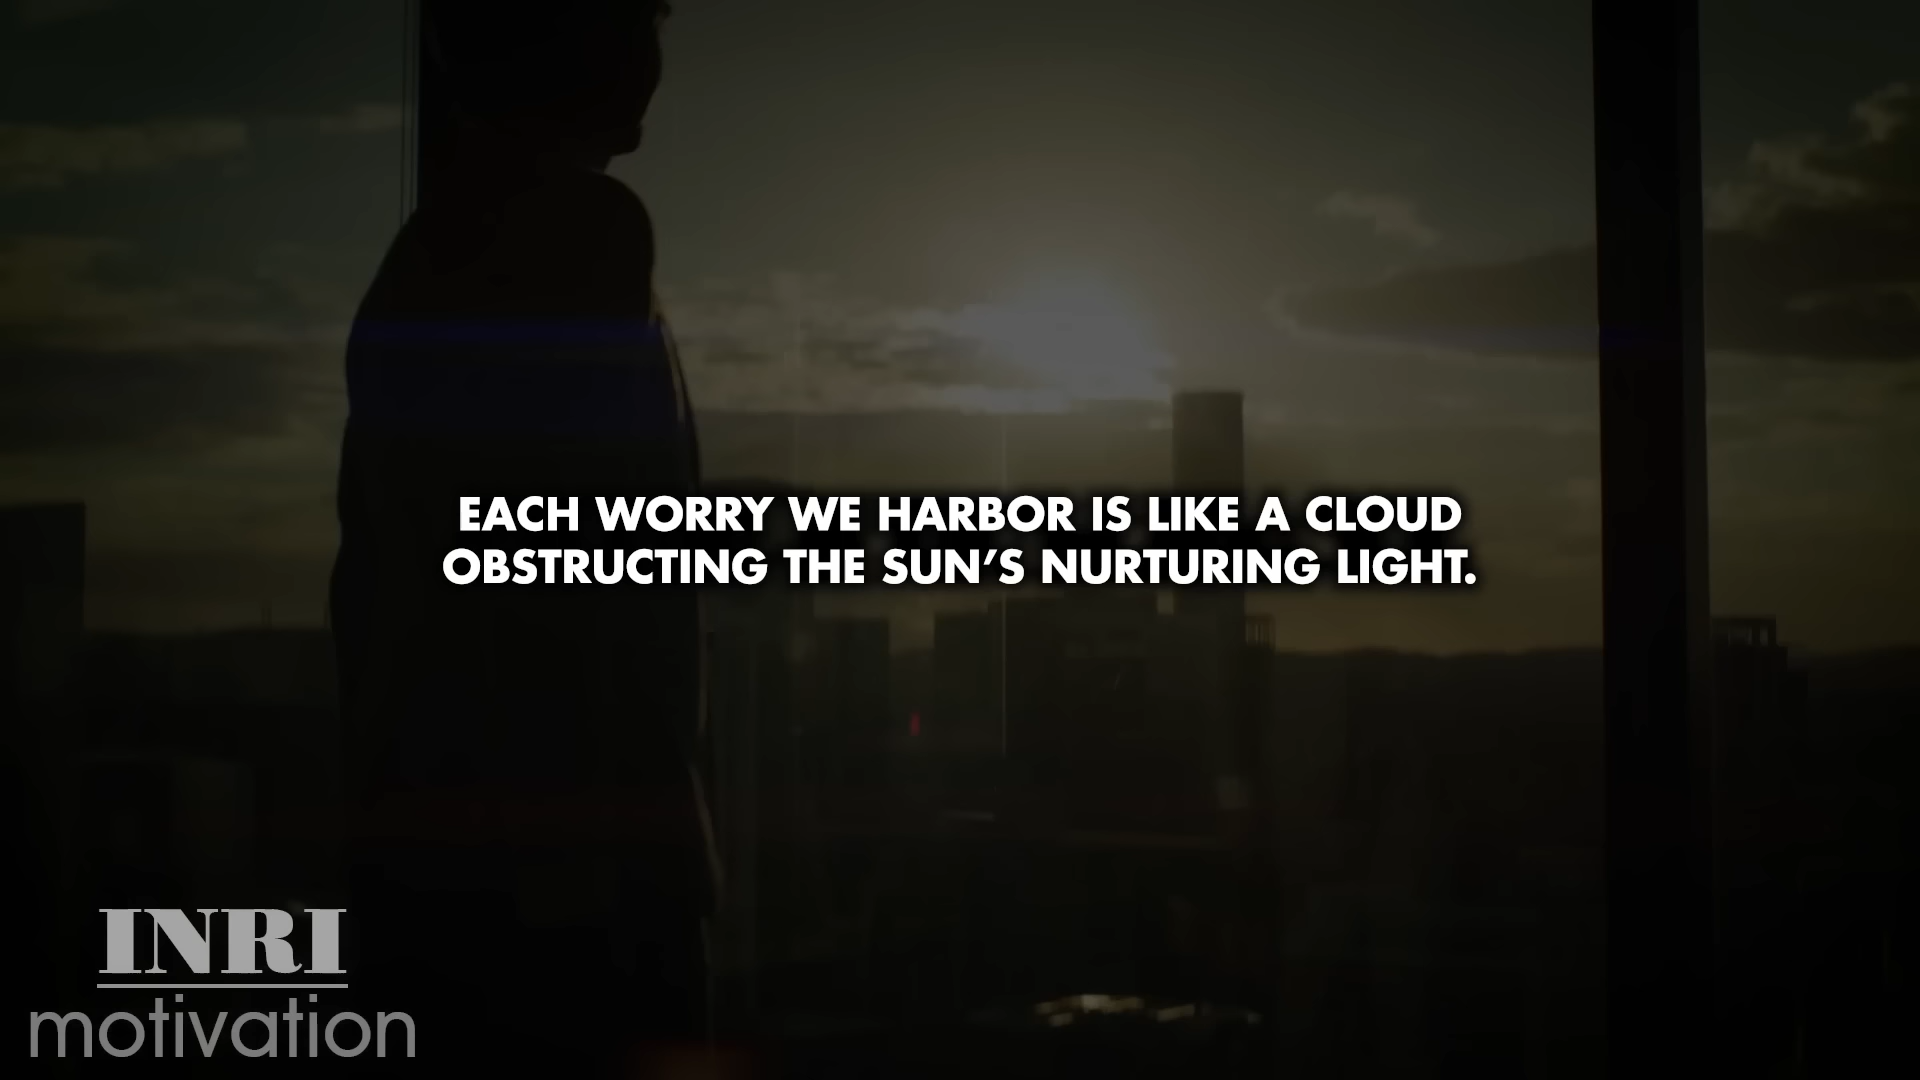 EACH WORRY WE HARBOR IS LIKE A CLOUD
OBSTRUCTING THE SUN’S NURTURING LIGHT.
INRI
motivation